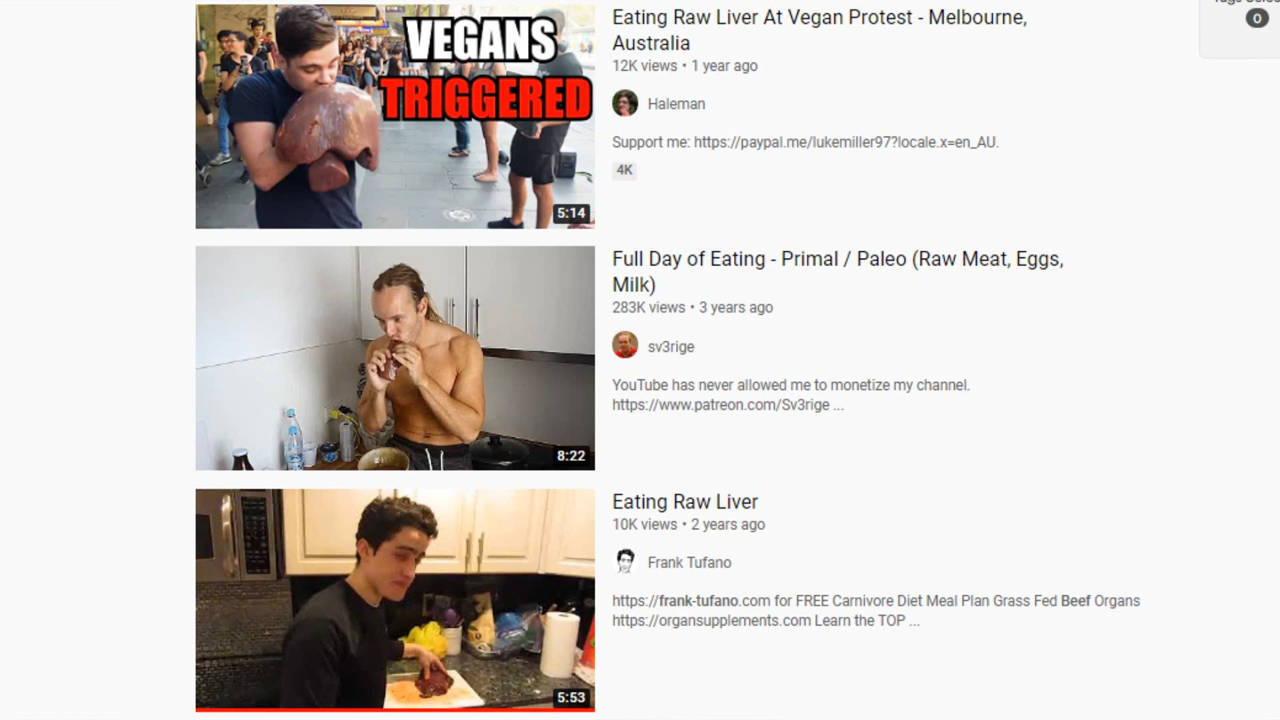 VEGANS
TRIGGERED
5:14
Eating Raw Liver At Vegan Protest - Melbourne,
Australia
12K views • 1 year ago
Haleman
Support me: https://paypal.me/lukemiller97?locale.x=en_AU.
4K
0
8:22
Full Day of Eating - Primal / Paleo (Raw Meat, Eggs,
Milk)
283K views • 3 years ago
sv3rige
YouTube has never allowed me to monetize my channel.
https://www.patreon.com/Sv3rige ...
5:53
Eating Raw Liver
10K views • 2 years ago
Frank Tufano
https://frank-tufano.com for FREE Carnivore Diet Meal Plan Grass Fed Beef Organs
https://organsupplements.com Learn the TOP ...